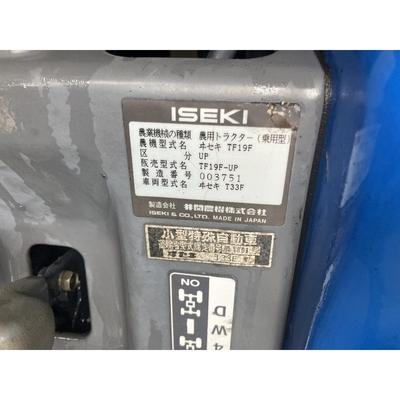 ISEKI
農業機械の種類 農用トラクター(乗用型)
農機型式名 ヰセキ TF19F
区分 UP
販売型式名 TF19F-UP
製造番号 003751
車両型式名 ヰセキ T33F
製造会社 井関農機株式会社
ISEKI & CO.,LTD. MADE IN JAPAN
小型特殊自動車
NO
4WD